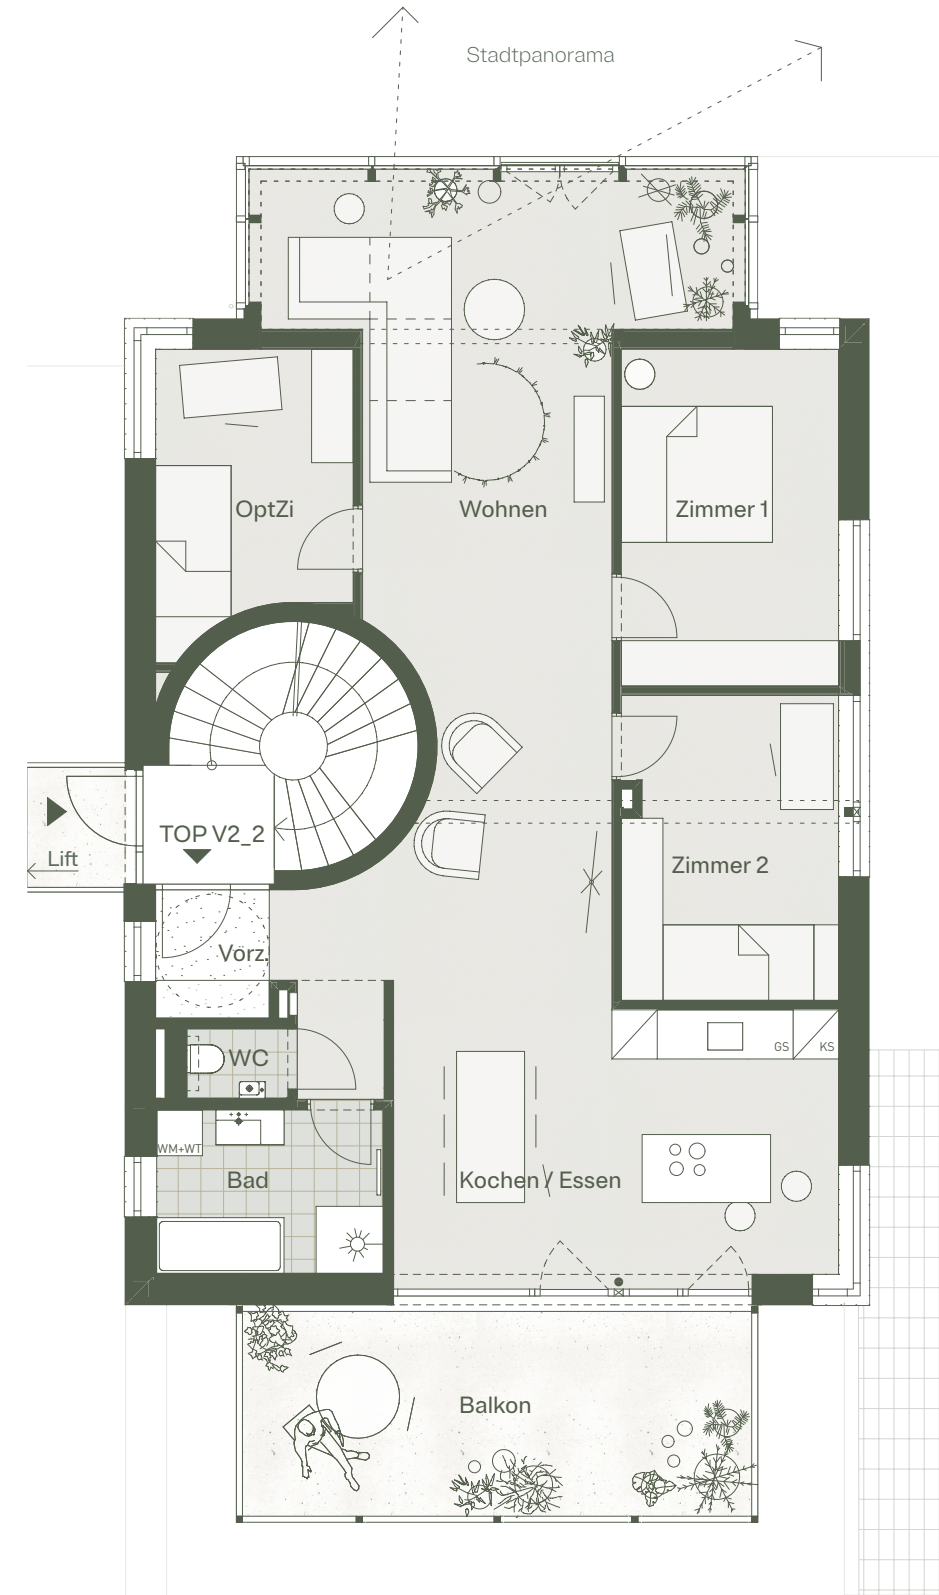 Stadtpanorama
OptZi
Wohnen
Zimmer 1
TOP V2_2
Lift
Zimmer 2
Vorz.
WC
GS
KS
WM+WT
Bad
Kochen / Essen
Balkon